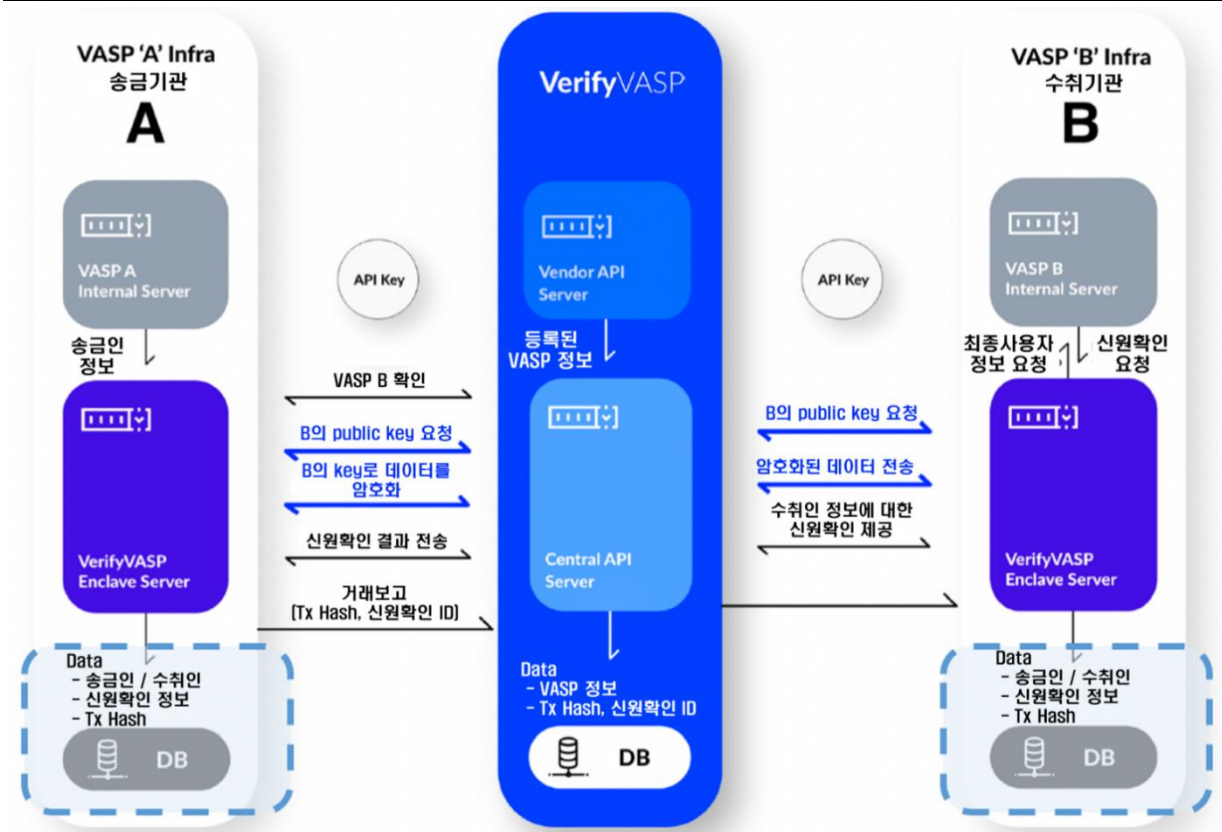 VASP 'A' Infra
송금기관
A
VASP A
Internal Server
송금인
정보
VerifyVASP
Enclave Server
Data
- 송금인 / 수취인
- 신원확인 정보
- Tx Hash
DB
API Key
VASP B 확인
B의 public key 요청
B의 key로 데이터를
암호화
신원확인 결과 전송
거래보고
(Tx Hash, 신원확인 ID)
VerifyVASP
Vendor API
Server
등록된
VASP 정보
Central API
Server
Data
- VASP 정보
- Tx Hash, 신원확인 ID
DB
API Key
B의 public key 요청
암호화된 데이터 전송
수취인 정보에 대한
신원확인 제공
VASP 'B' Infra
수취기관
B
VASP B
Internal Server
최종사용자
정보 요청
신원확인
요청
VerifyVASP
Enclave Server
Data
- 송금인 / 수취인
- 신원확인 정보
- Tx Hash
DB